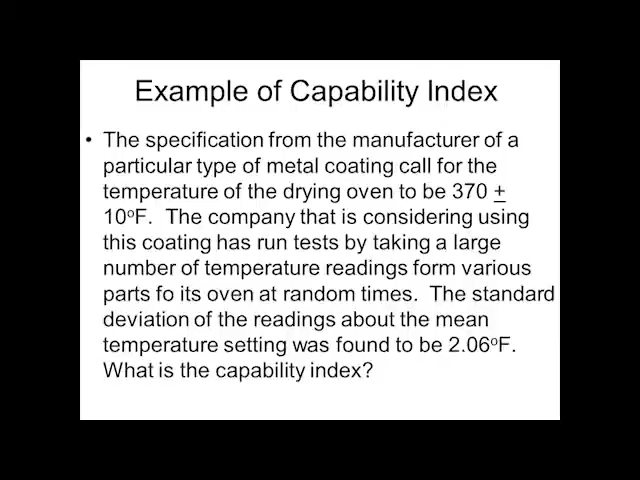 Example of Capability Index
• The specification from the manufacturer of a
particular type of metal coating call for the
temperature of the drying oven to be 370 ±
10ºF. The company that is considering using
this coating has run tests by taking a large
number of temperature readings form various
parts fo its oven at random times. The standard
deviation of the readings about the mean
temperature setting was found to be 2.06ºF.
What is the capability index?